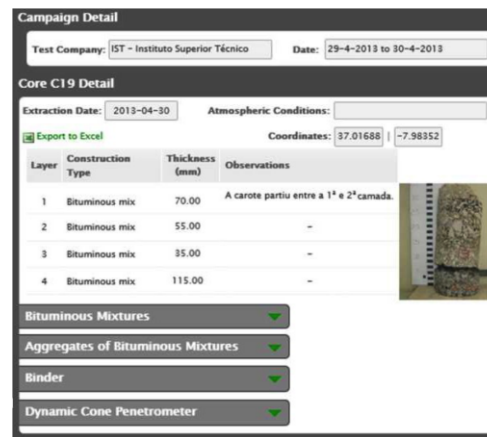 Campaign Detail
Test Company: IST - Instituto Superior Técnico Date: 29-4-2013 to 30-4-2013
Core C19 Detail
Extraction Date: 2013-04-30 Atmospheric Conditions:
Export to Excel Coordinates: 37.01688 | -7.98352
Layer Construction Type Thickness (mm) Observations
1 Bituminous mix 70.00 A carote partiu entre a 1ª e 2ª camada.
2 Bituminous mix 55.00 -
3 Bituminous mix 35.00 -
4 Bituminous mix 115.00 -
Bituminous Mixtures
Aggregates of Bituminous Mixtures
Binder
Dynamic Cone Penetrometer